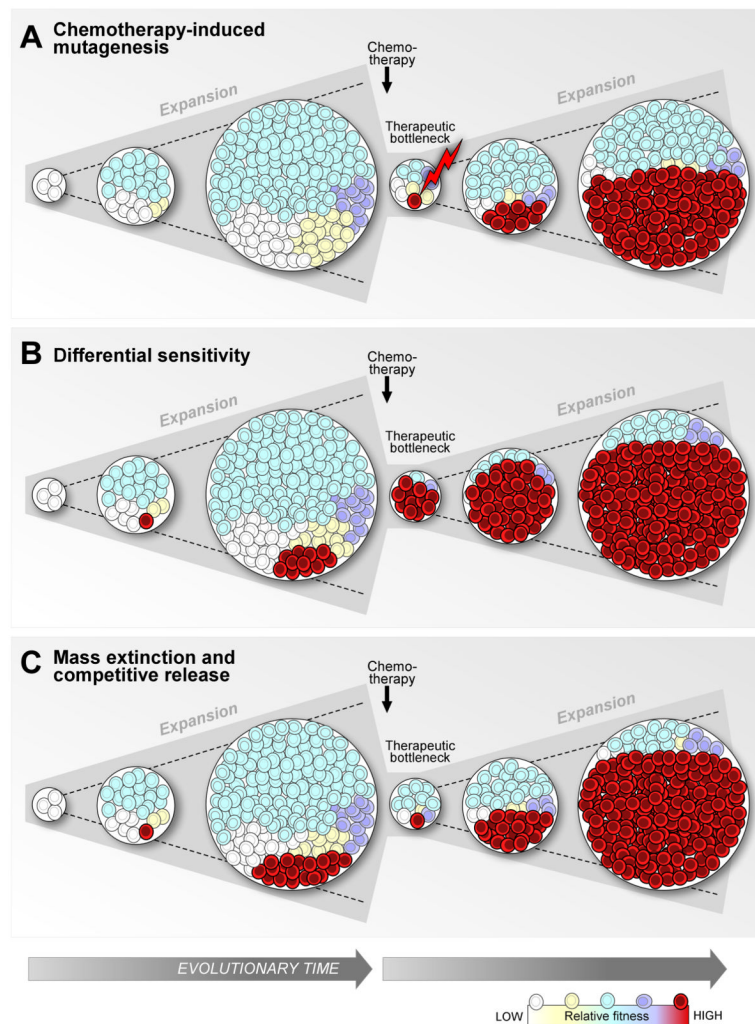 A Chemotherapy-induced
mutagenesis
Chemo-
therapy
Expansion
Therapeutic
bottleneck
Expansion
B Differential sensitivity
Chemo-
therapy
Expansion
Therapeutic
bottleneck
Expansion
C Mass extinction and
competitive release
Chemo-
therapy
Expansion
Therapeutic
bottleneck
Expansion
EVOLUTIONARY TIME
LOW Relative fitness HIGH